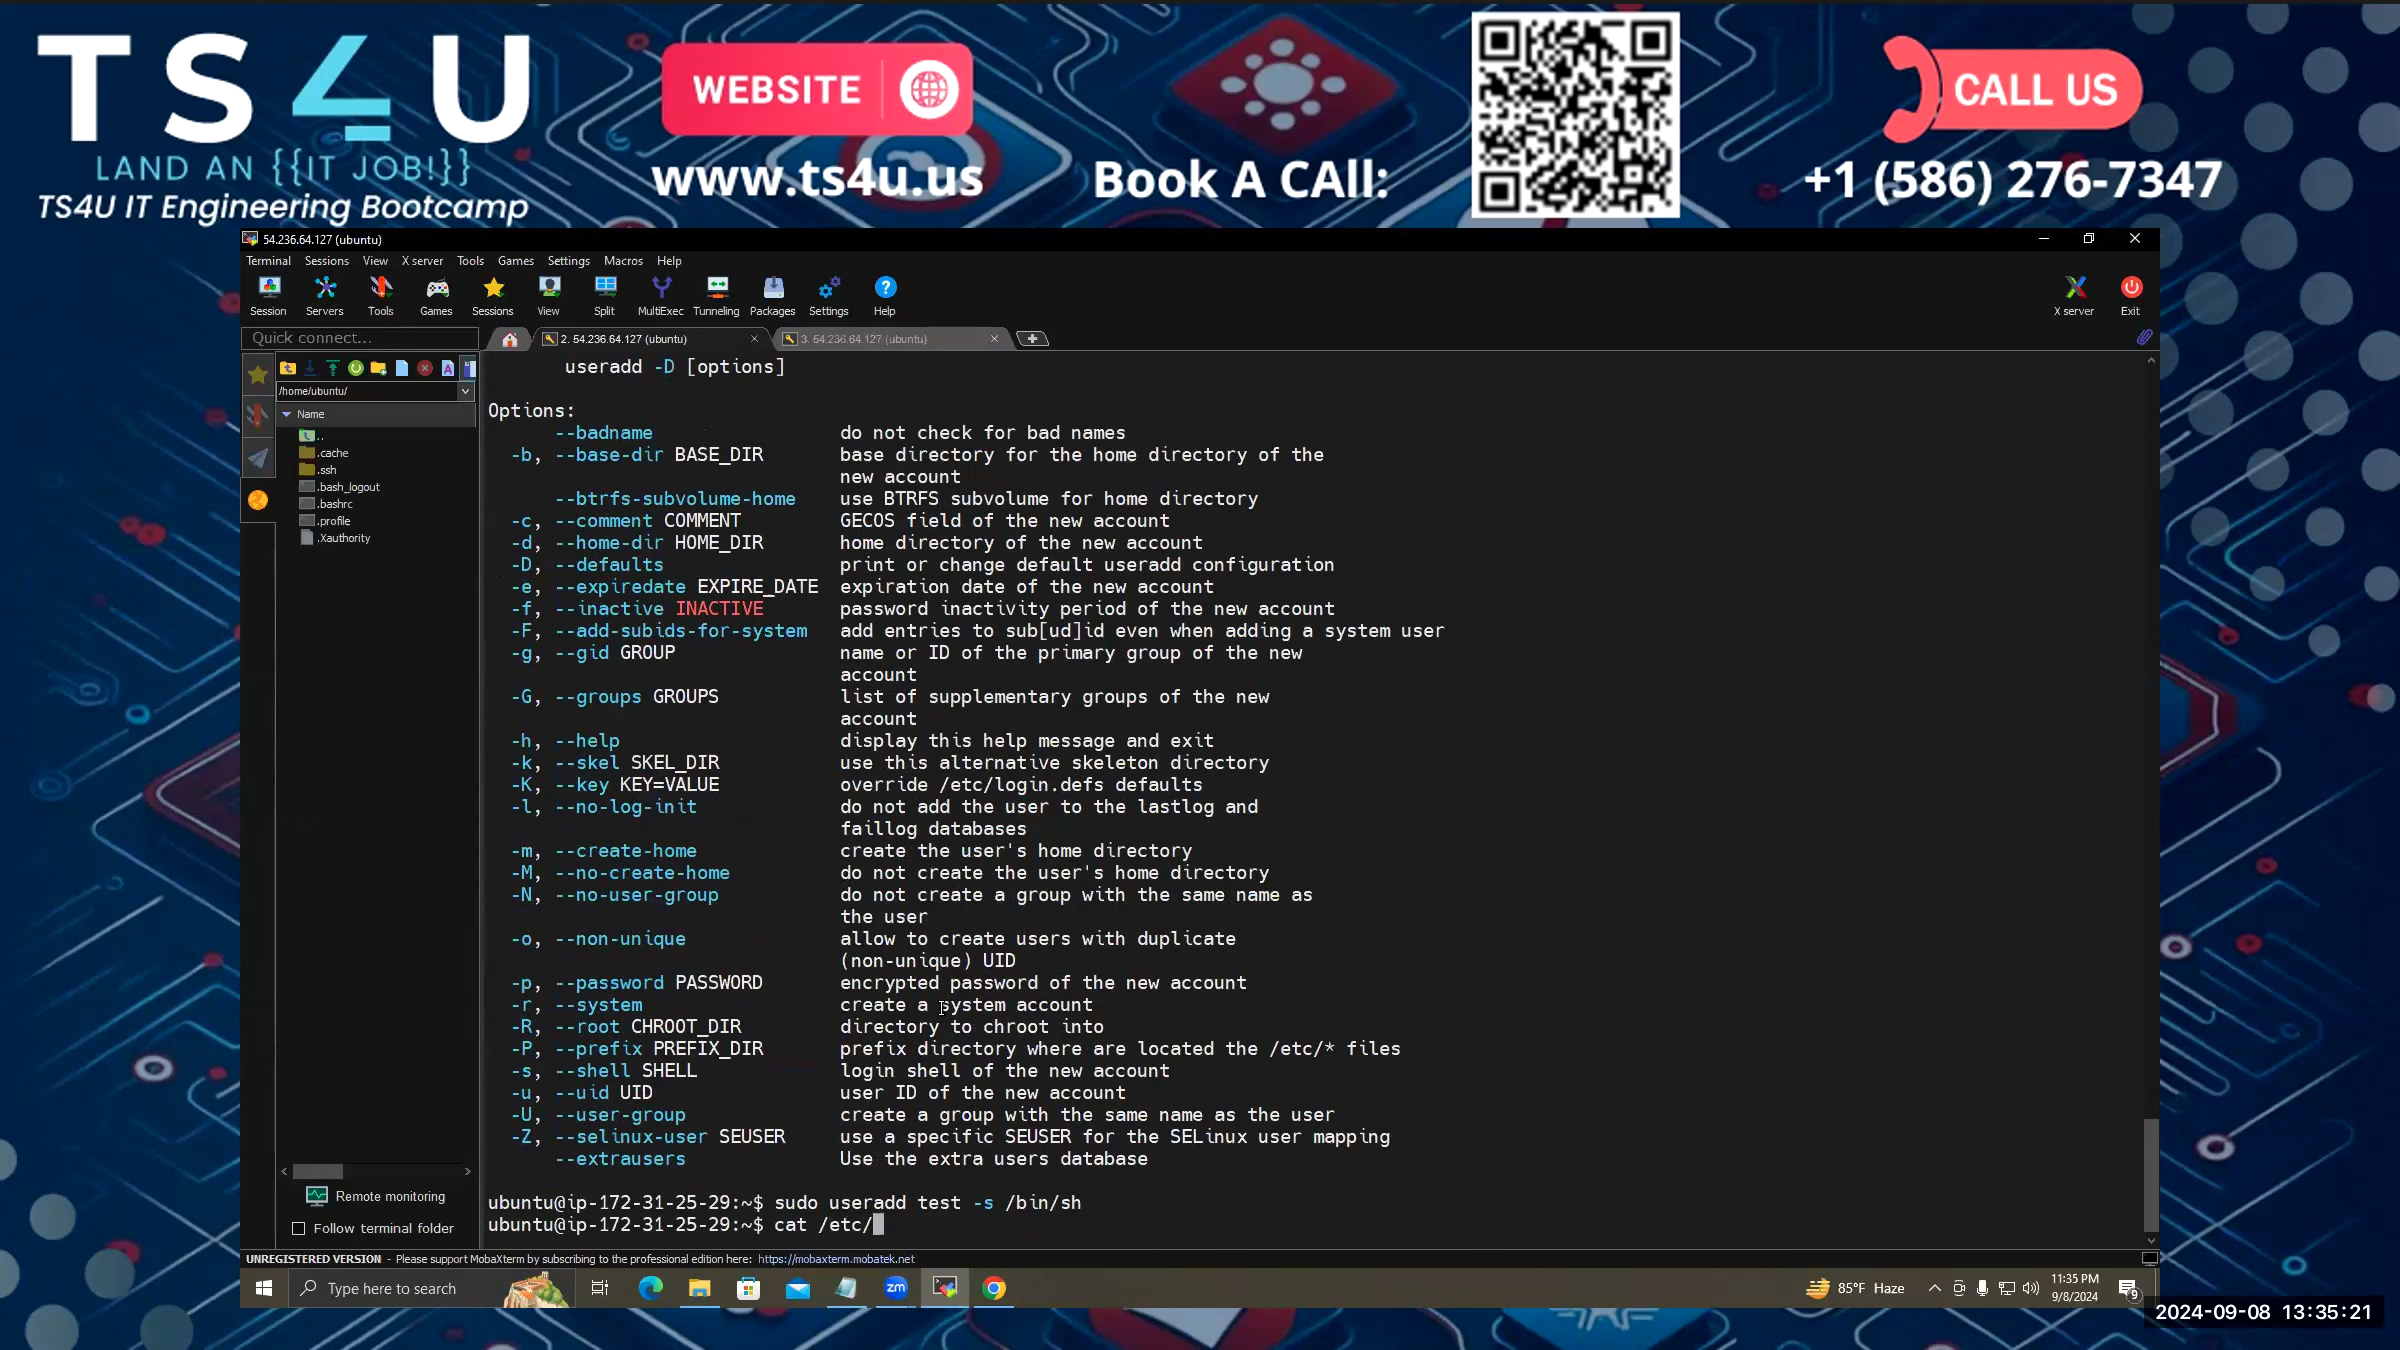 TS4U
LAND AN {{IT JOB!}}
TS4U IT Engineering Bootcamp
WEBSITE
www.ts4u.us
Book A CAll:
CALL US
+1 (586) 276-7347
54.236.64.127 (ubuntu)
Terminal Sessions View X server Tools Games Settings Macros Help
Session Servers Tools Games Sessions View Split MultiExec Tunneling Packages Settings Help X server Exit
Quick connect...
2. 54.236.64.127 (ubuntu)
3. 54.236.64.127 (ubuntu)
/home/ubuntu/
Name
..
.cache
.ssh
.bash_logout
.bashrc
.profile
.Xauthority
Remote monitoring
Follow terminal folder
useradd -D [options]
Options:
--badname do not check for bad names
-b, --base-dir BASE_DIR base directory for the home directory of the
new account
--btrfs-subvolume-home use BTRFS subvolume for home directory
-c, --comment COMMENT GECOS field of the new account
-d, --home-dir HOME_DIR home directory of the new account
-D, --defaults print or change default useradd configuration
-e, --expiredate EXPIRE_DATE expiration date of the new account
-f, --inactive INACTIVE password inactivity period of the new account
-F, --add-subids-for-system add entries to sub[ud]id even when adding a system user
-g, --gid GROUP name or ID of the primary group of the new
account
-G, --groups GROUPS list of supplementary groups of the new
account
-h, --help display this help message and exit
-k, --skel SKEL_DIR use this alternative skeleton directory
-K, --key KEY=VALUE override /etc/login.defs defaults
-l, --no-log-init do not add the user to the lastlog and
faillog databases
-m, --create-home create the user's home directory
-M, --no-create-home do not create the user's home directory
-N, --no-user-group do not create a group with the same name as
the user
-o, --non-unique allow to create users with duplicate
(non-unique) UID
-p, --password PASSWORD encrypted password of the new account
-r, --system create a system account
-R, --root CHROOT_DIR directory to chroot into
-P, --prefix PREFIX_DIR prefix directory where are located the /etc/* files
-s, --shell SHELL login shell of the new account
-u, --uid UID user ID of the new account
-U, --user-group create a group with the same name as the user
-Z, --selinux-user SEUSER use a specific SEUSER for the SELinux user mapping
--extrausers Use the extra users database
ubuntu@ip-172-31-25-29:~$ sudo useradd test -s /bin/sh
ubuntu@ip-172-31-25-29:~$ cat /etc/
UNREGISTERED VERSION - Please support MobaXterm by subscribing to the professional edition here: https://mobaxterm.mobatek.net
Type here to search
zm
85°F Haze
11:35 PM
9/8/2024
9
2024-09-08 13:35:21